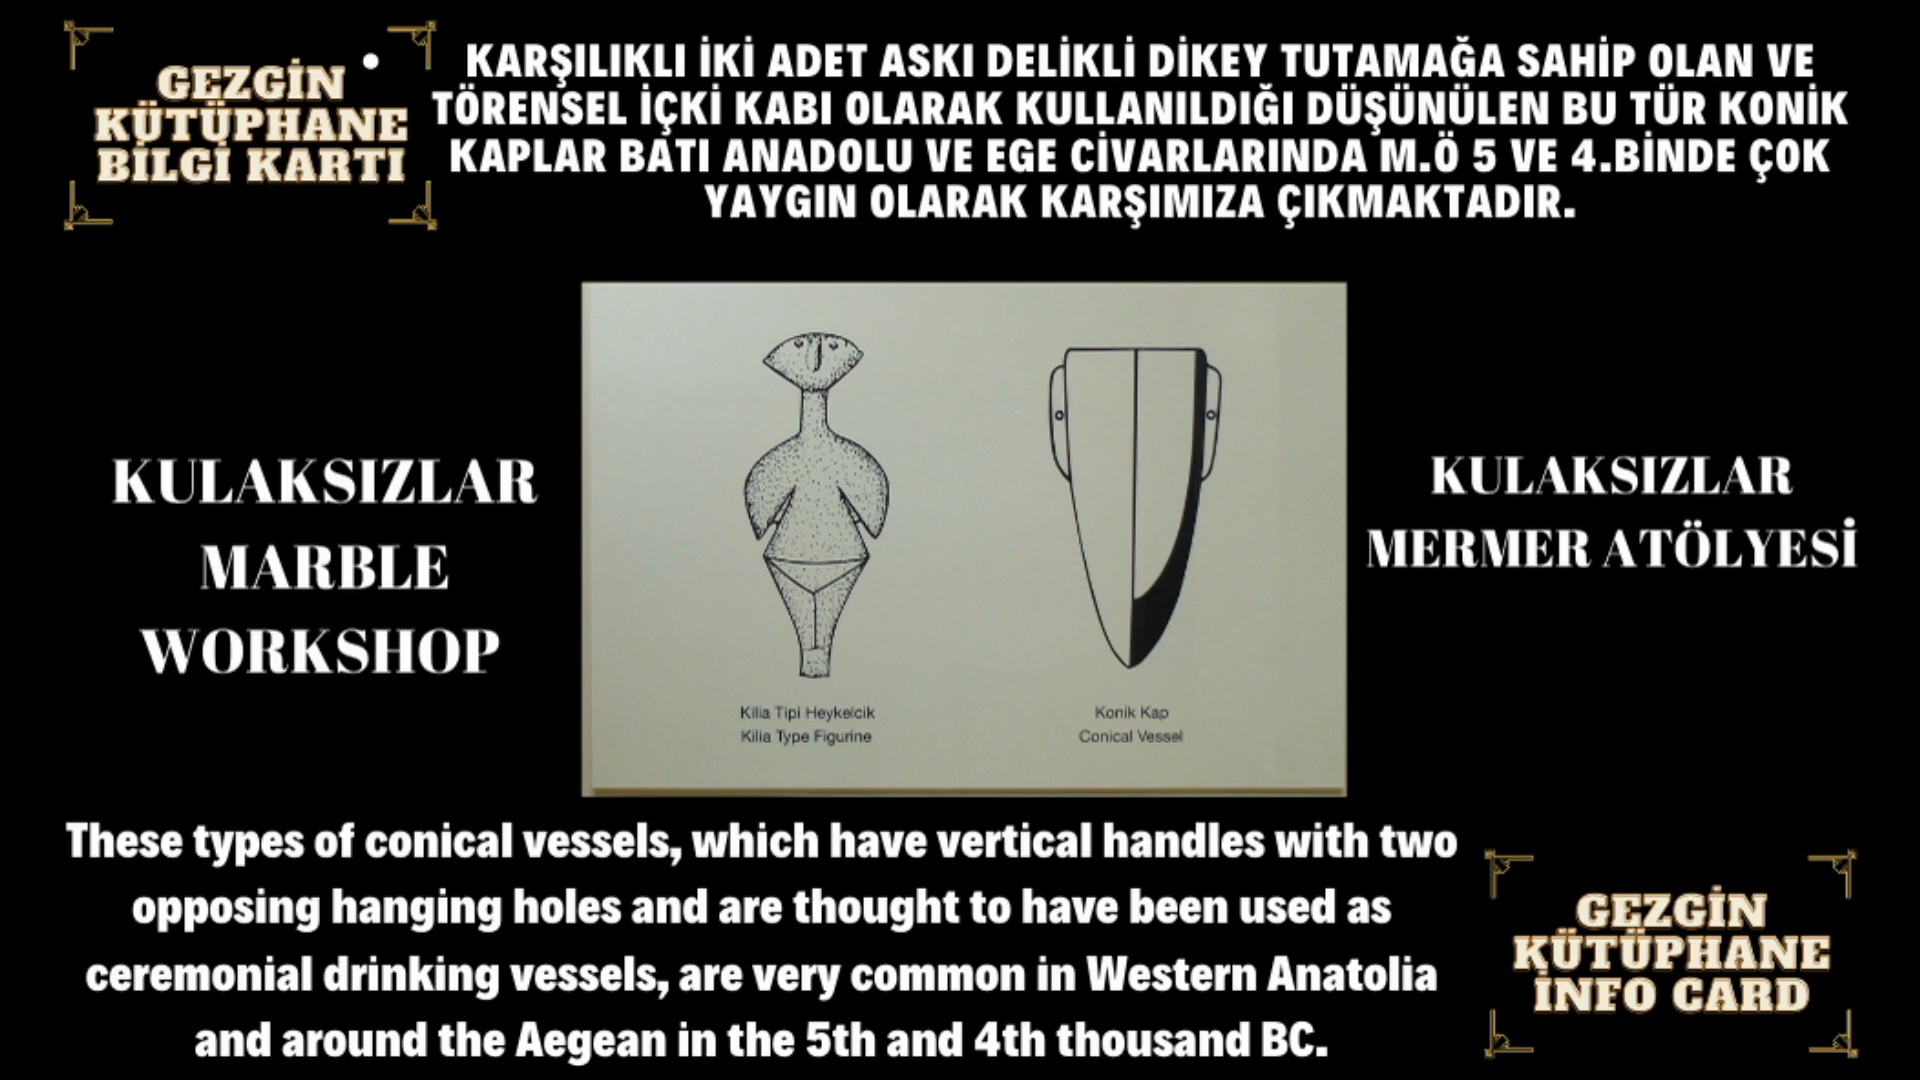 GEZGİN
KÜTÜPHANE
BİLGİ KARTI
KARŞILIKLI İKİ ADET ASKI DELİKLİ DİKEY TUTAMAĞA SAHİP OLAN VE
TÖRENSEL İÇKİ KABI OLARAK KULLANILDIĞI DÜŞÜNÜLEN BU TÜR KONİK
KAPLAR BATI ANADOLU VE EGE CİVARLARINDA M.Ö 5 VE 4.BİNDE ÇOK
YAYGIN OLARAK KARŞIMIZA ÇIKMAKTADIR.
KULAKSIZLAR
MARBLE
WORKSHOP
Kilia Tipi Heykelcik
Kilia Type Figurine
Konik Kap
Conical Vessel
KULAKSIZLAR
MERMER ATÖLYESİ
These types of conical vessels, which have vertical handles with two
opposing hanging holes and are thought to have been used as
ceremonial drinking vessels, are very common in Western Anatolia
and around the Aegean in the 5th and 4th thousand BC.
GEZGİN
KÜTÜPHANE
İNFO CARD